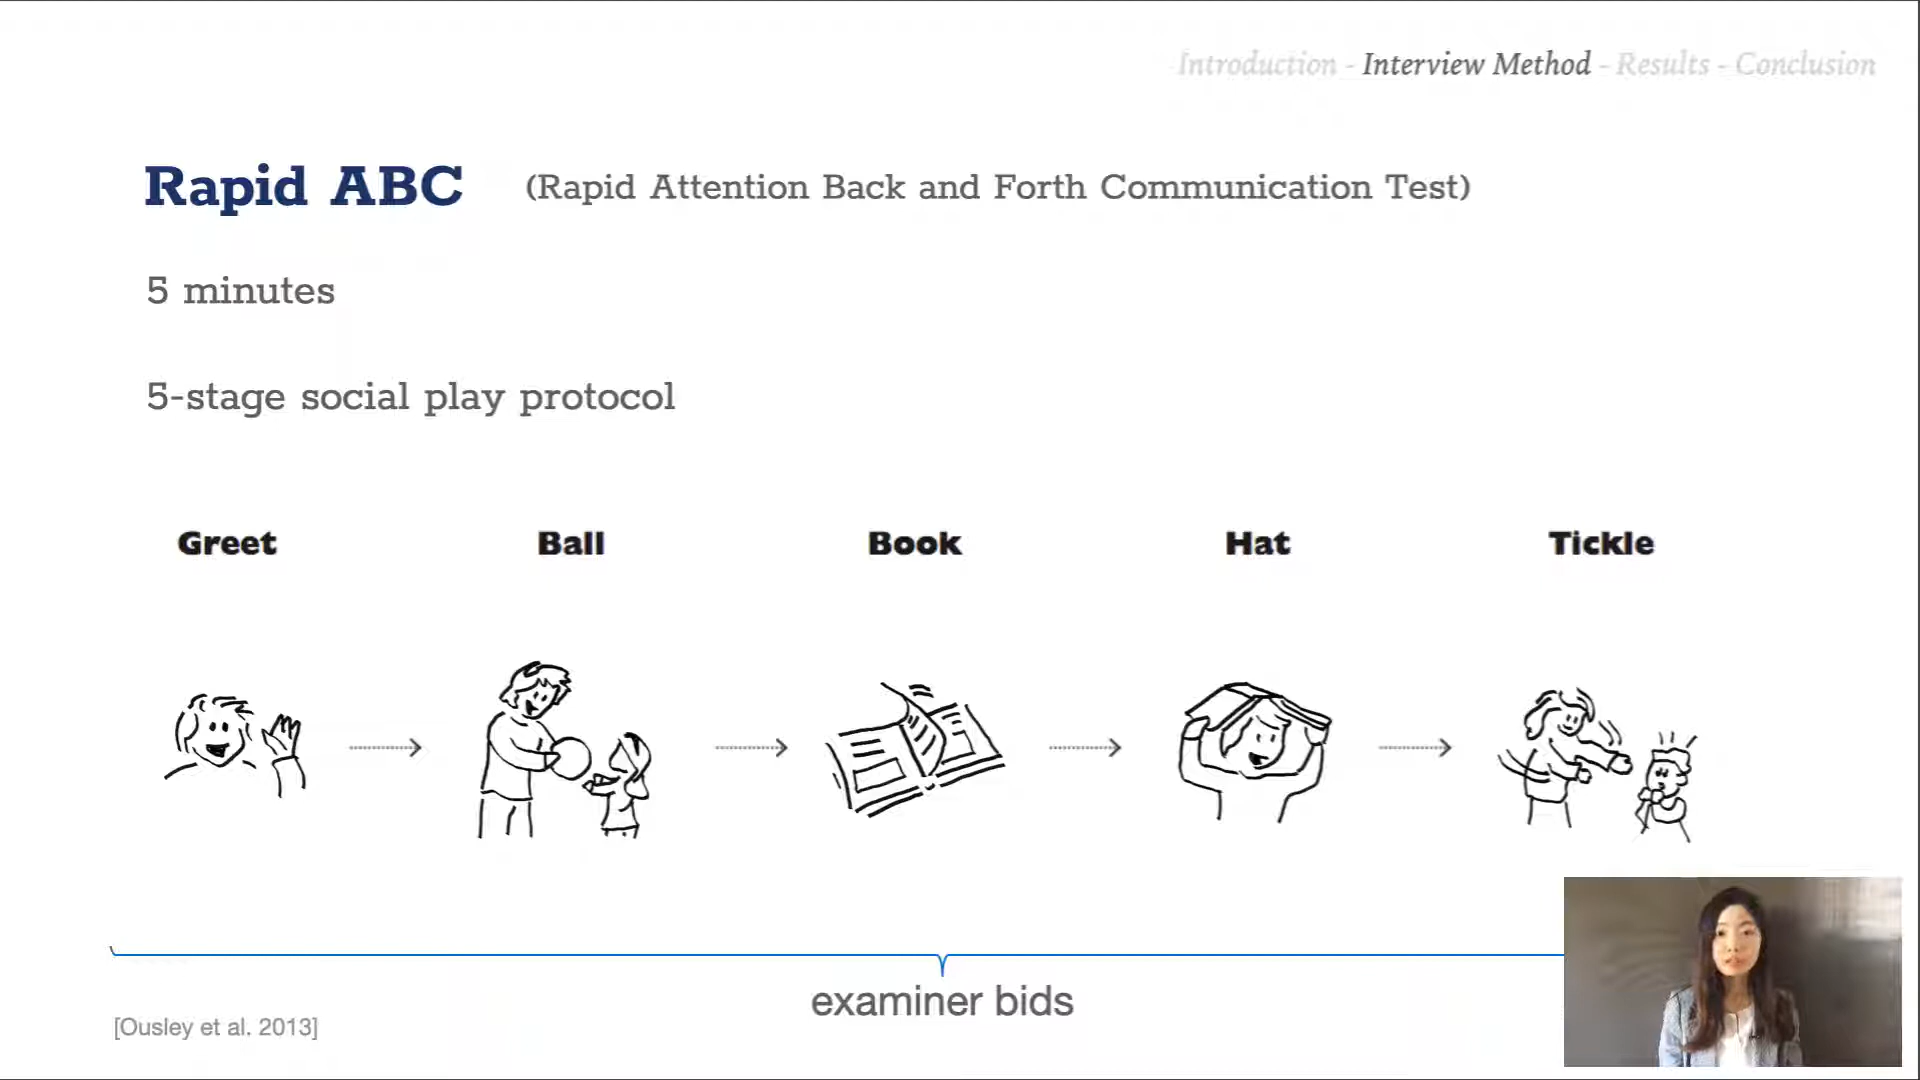 Introduction - Interview Method - Results - Conclusion
Rapid ABC (Rapid Attention Back and Forth Communication Test)
5 minutes
5-stage social play protocol
Greet Ball Book Hat Tickle
examiner bids
[Ousley et al. 2013]